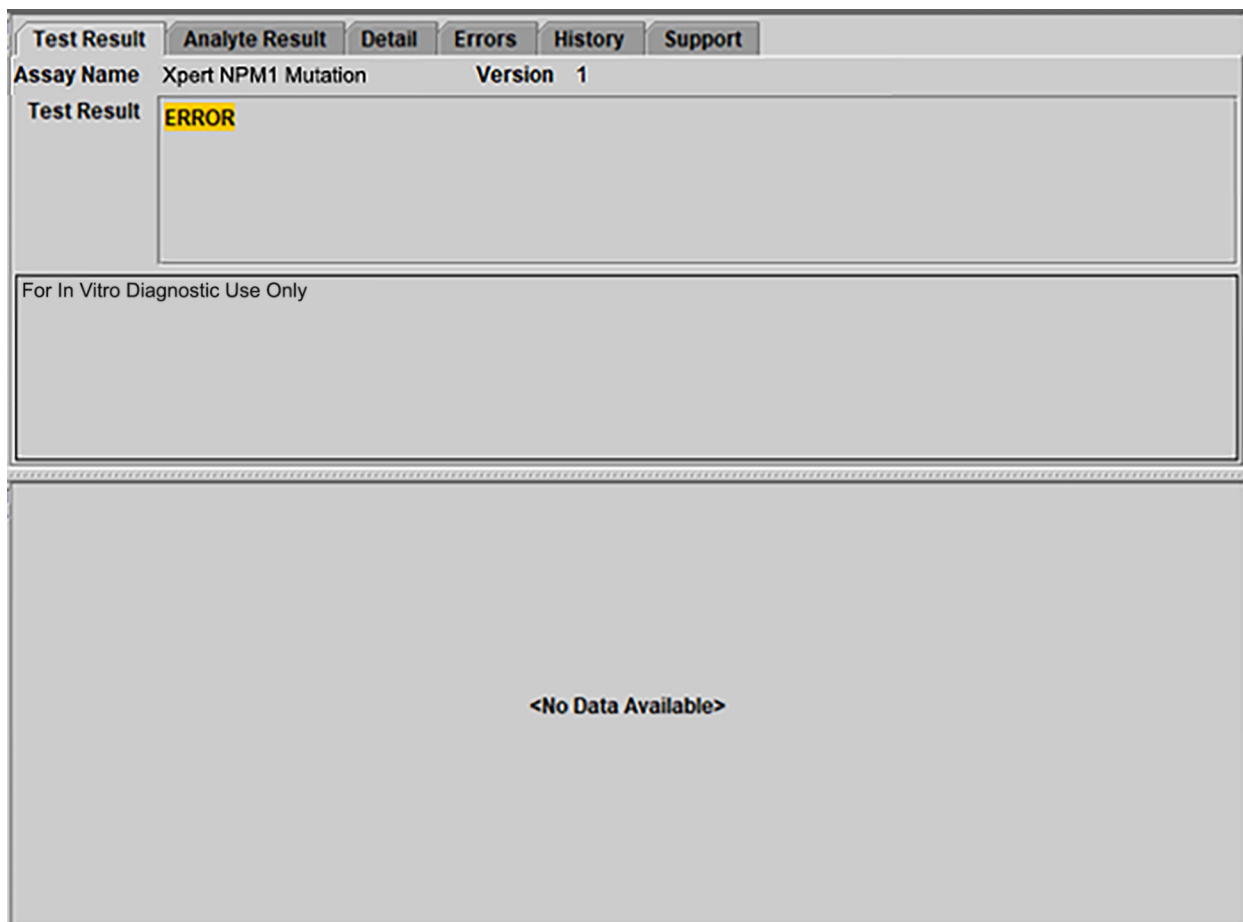 Test Result Analyte Result Detail Errors History Support
Assay Name Xpert NPM1 Mutation Version 1
Test Result ERROR
For In Vitro Diagnostic Use Only
<No Data Available>